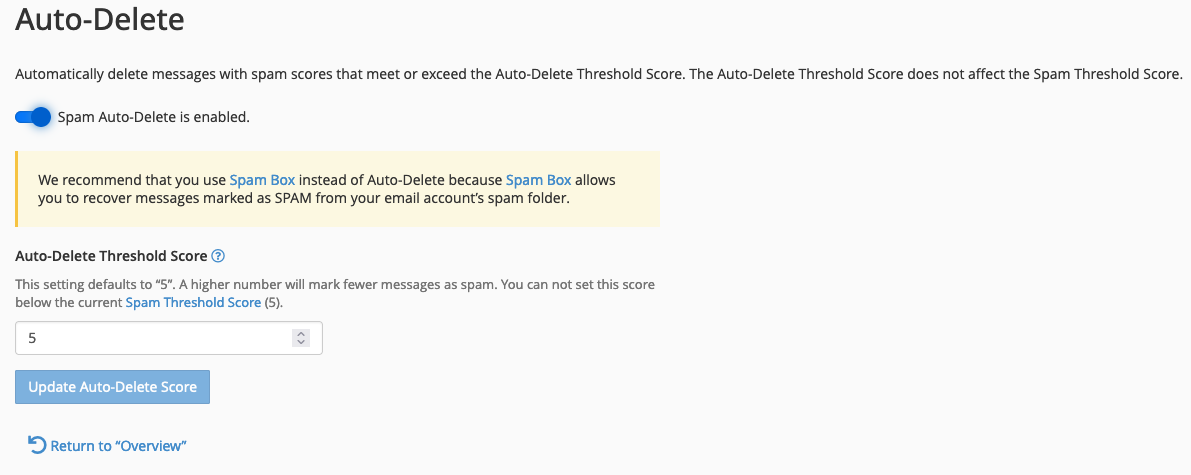 Auto-Delete
Automatically delete messages with spam scores that meet or exceed the Auto-Delete Threshold Score. The Auto-Delete Threshold Score does not affect the Spam Threshold Score.
Spam Auto-Delete is enabled.
We recommend that you use Spam Box instead of Auto-Delete because Spam Box allows
you to recover messages marked as SPAM from your email account’s spam folder.
Auto-Delete Threshold Score ?
This setting defaults to “5”. A higher number will mark fewer messages as spam. You can not set this score
below the current Spam Threshold Score (5).
5
Update Auto-Delete Score
Return to “Overview”